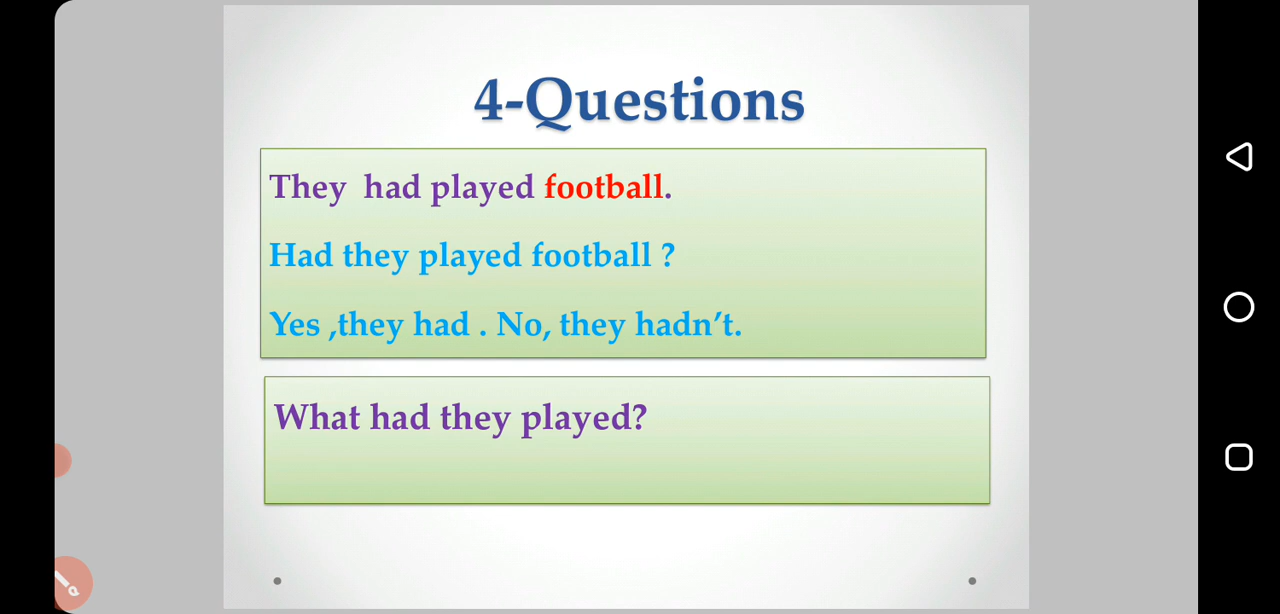 4-Questions
They had played football.
Had they played football ?
Yes ,they had . No, they hadn’t.
What had they played?